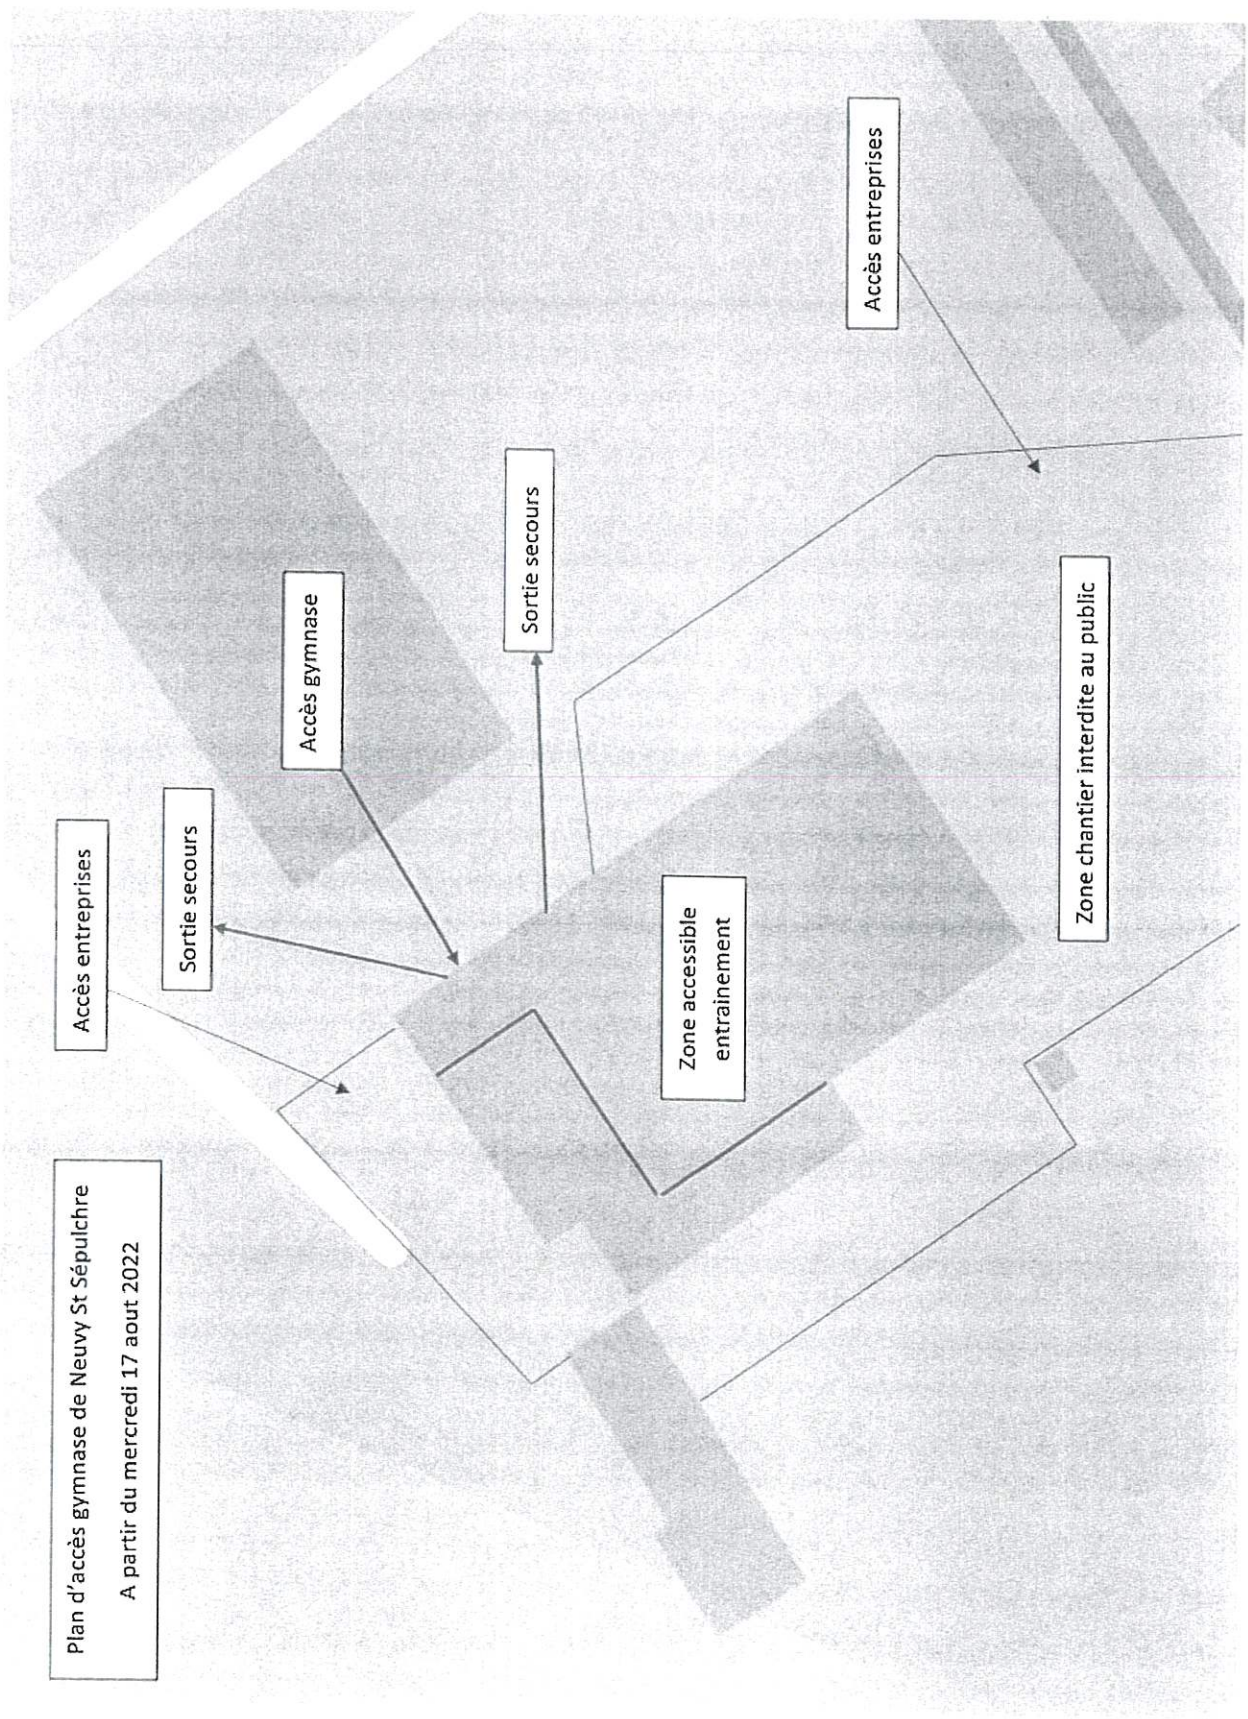 Plan d'accès gymnase de Neuvy St Sépulchre
A partir du mercredi 17 aout 2022
Accès entreprises
Sortie secours
Accès gymnase
Sortie secours
Zone accessible
entrainement
Accès entreprises
Zone chantier interdite au public